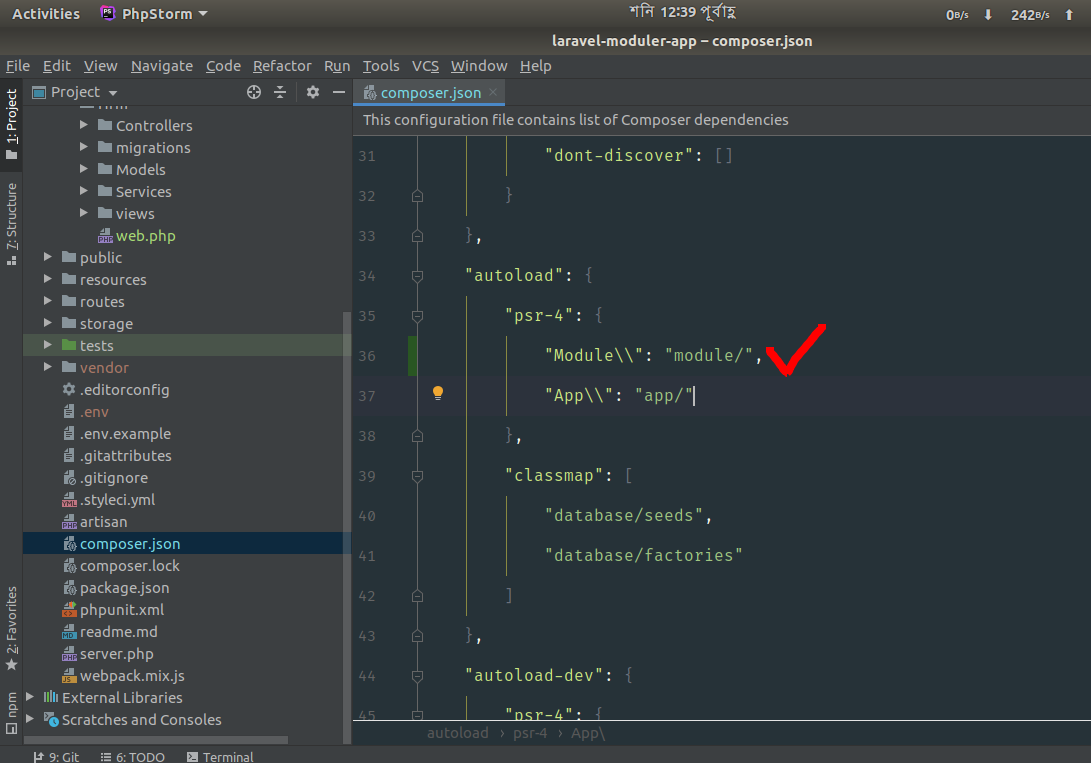 Activities PhpStorm শনি 12:39 পূর্বাহ্ণ 0B/s 242B/s
laravel-moduler-app – composer.json
File Edit View Navigate Code Refactor Run Tools VCS Window Help
1: Project
7: Structure
2: Favorites
npm
Project
Controllers
migrations
Models
Services
views
web.php
public
resources
routes
storage
tests
vendor
.editorconfig
.env
.env.example
.gitattributes
.gitignore
.styleci.yml
artisan
composer.json
composer.lock
package.json
phpunit.xml
readme.md
server.php
webpack.mix.js
External Libraries
Scratches and Consoles
composer.json
This configuration file contains list of Composer dependencies
31 "dont-discover": []
32 }
33 },
34 "autoload": {
35 "psr-4": {
36 "Module\\": "module/",
37 "App\\": "app/"
38 },
39 "classmap": [
40 "database/seeds",
41 "database/factories"
42 ]
43 },
44 "autoload-dev": {
45 "psr-4": {
autoload › psr-4 › App\
9: Git 6: TODO Terminal